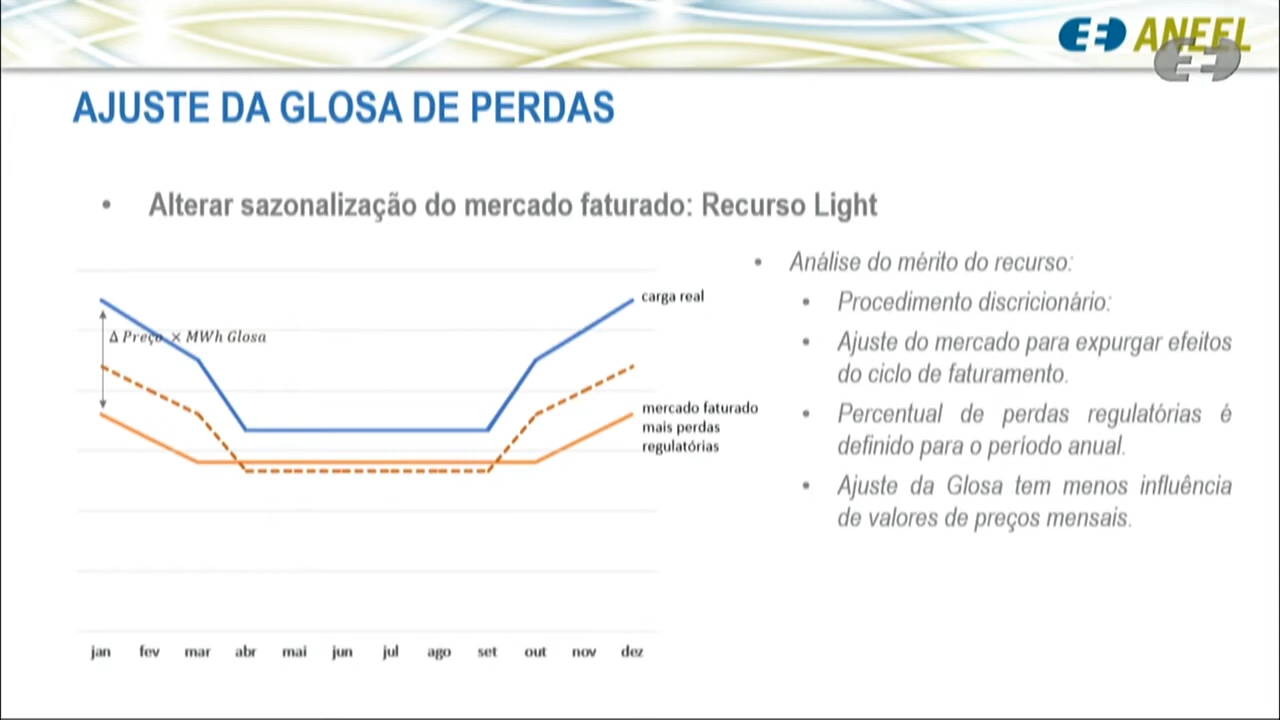 ANEEL
AJUSTE DA GLOSA DE PERDAS
• Alterar sazonalização do mercado faturado: Recurso Light
carga real
Δ Preço × MWh Glosa
mercado faturado
mais perdas
regulatórias
jan fev mar abr mai jun jul ago set out nov dez
• Análise do mérito do recurso:
• Procedimento discricionário:
• Ajuste do mercado para expurgar efeitos
do ciclo de faturamento.
• Percentual de perdas regulatórias é
definido para o período anual.
• Ajuste da Glosa tem menos influência
de valores de preços mensais.